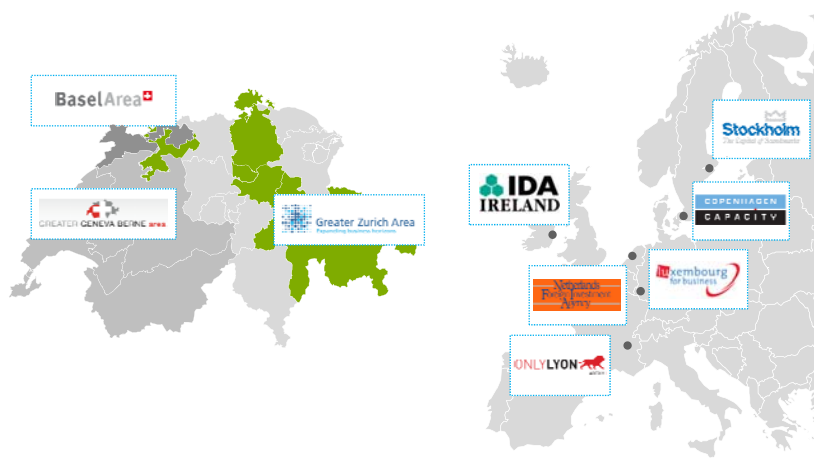 BaselArea
GREATER GENEVA BERNE area
Greater Zurich Area
Expanding business horizons
Stockholm
The Capital of Scandinavia
IDA
IRELAND
COPENHAGEN
CAPACITY
Netherlands
Foreign Investment
Agency
luxembourg
for business
ONLYLYON